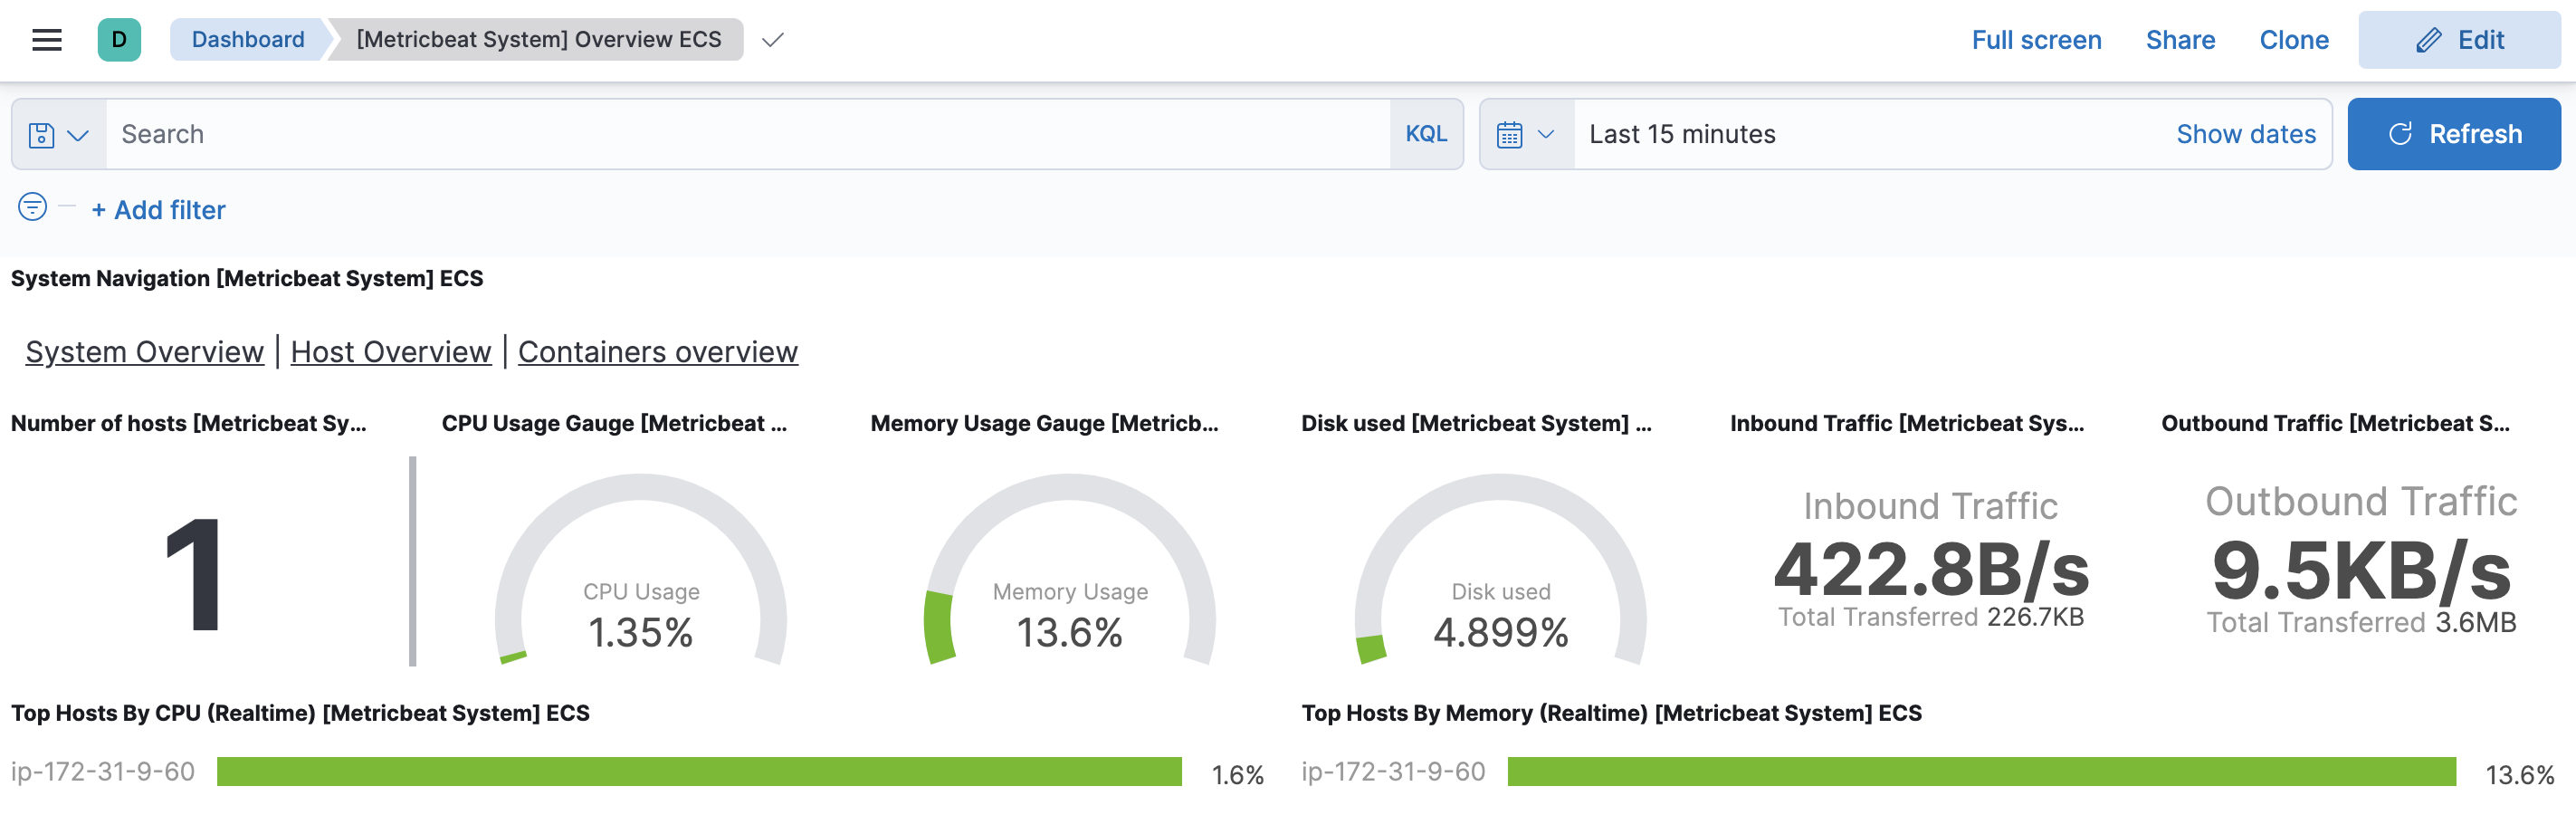 D Dashboard [Metricbeat System] Overview ECS Full screen Share Clone Edit
Search KQL Last 15 minutes Show dates Refresh
+ Add filter
System Navigation [Metricbeat System] ECS
System Overview | Host Overview | Containers overview
Number of hosts [Metricbeat Sy... CPU Usage Gauge [Metricbeat ... Memory Usage Gauge [Metricb... Disk used [Metricbeat System] ... Inbound Traffic [Metricbeat Sys... Outbound Traffic [Metricbeat S...
1
CPU Usage
1.35%
Memory Usage
13.6%
Disk used
4.899%
Inbound Traffic
422.8B/s
Total Transferred 226.7KB
Outbound Traffic
9.5KB/s
Total Transferred 3.6MB
Top Hosts By CPU (Realtime) [Metricbeat System] ECS
ip-172-31-9-60 1.6%
Top Hosts By Memory (Realtime) [Metricbeat System] ECS
ip-172-31-9-60 13.6%